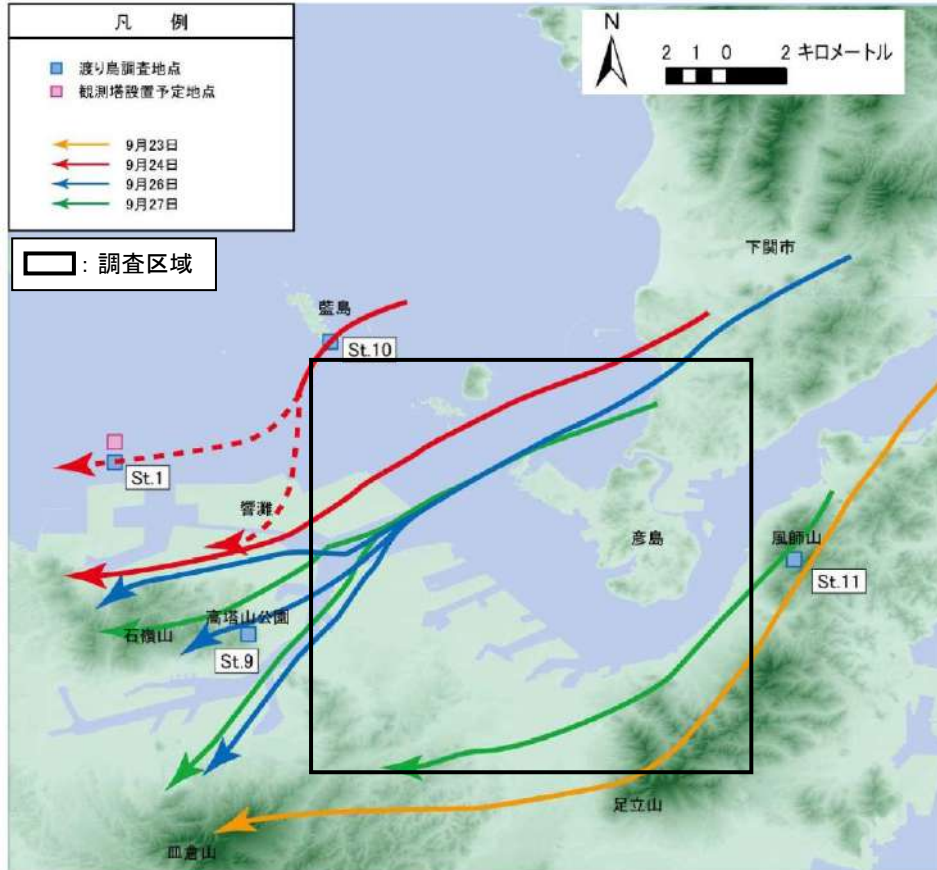 凡 例
渡り鳥調査地点
観測塔設置予定地点
9月23日
9月24日
9月26日
9月27日
：調査区域
N
2 1 0 2 キロメートル
下関市
藍島
St.10
St.1
響灘
彦島
風師山
St.11
高塔山公園
石嶺山
St.9
足立山
皿倉山